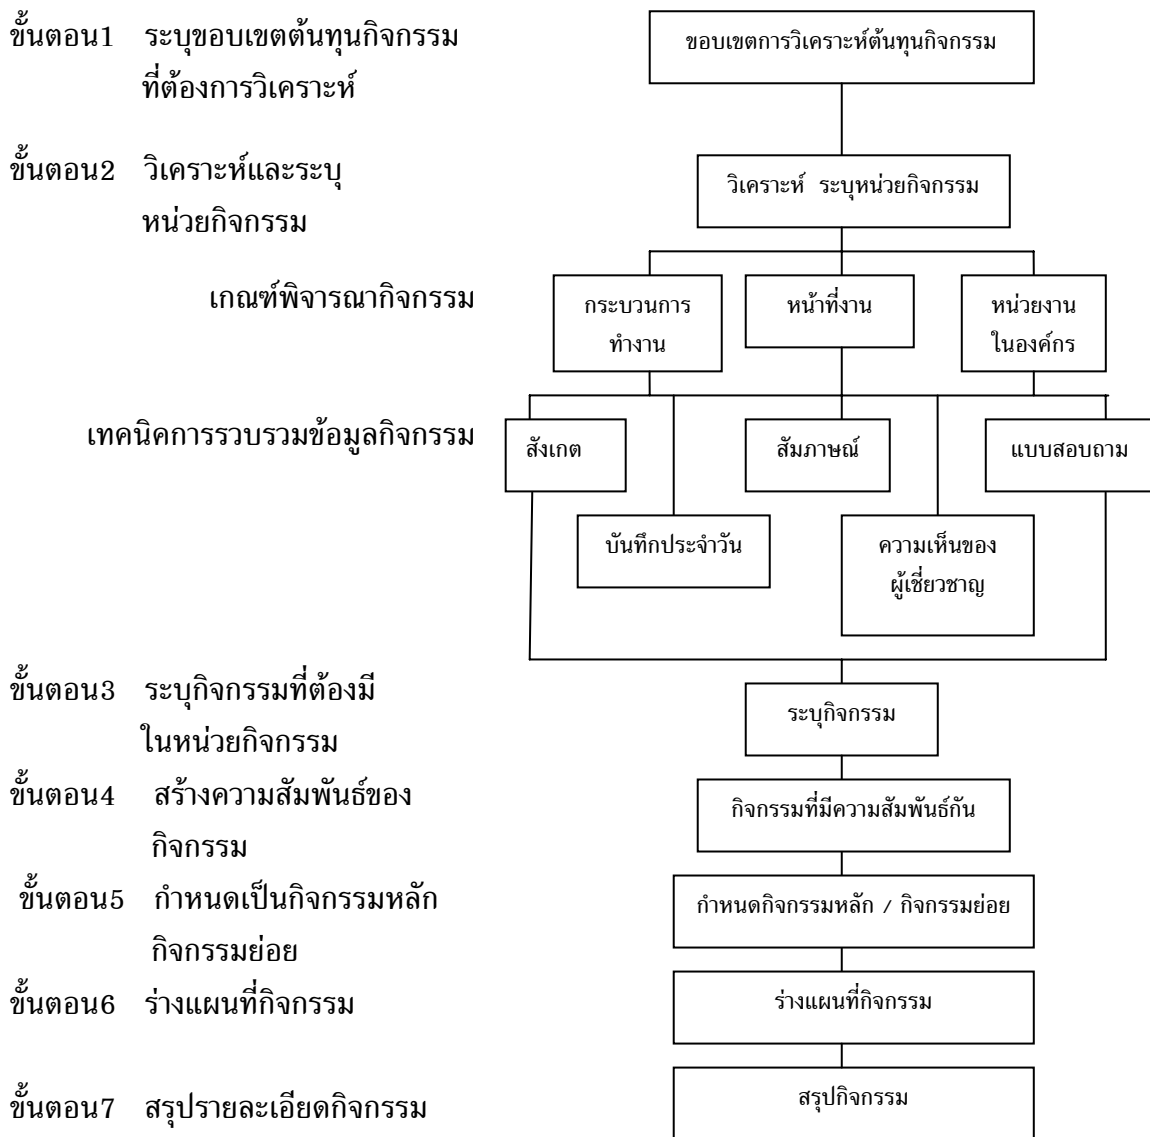 ขั้นตอน1 ระบุขอบเขตต้นทุนกิจกรรม
ที่ต้องการวิเคราะห์
ขอบเขตการวิเคราะห์ต้นทุนกิจกรรม
ขั้นตอน2 วิเคราะห์และระบุ
หน่วยกิจกรรม
วิเคราะห์ ระบุหน่วยกิจกรรม
เกณฑ์พิจารณากิจกรรม
กระบวนการ
ทำงาน
หน้าที่งาน
หน่วยงาน
ในองค์กร
เทคนิคการรวบรวมข้อมูลกิจกรรม
สังเกต
สัมภาษณ์
แบบสอบถาม
บันทึกประจำวัน
ความเห็นของ
ผู้เชี่ยวชาญ
ขั้นตอน3 ระบุกิจกรรมที่ต้องมี
ในหน่วยกิจกรรม
ระบุกิจกรรม
ขั้นตอน4 สร้างความสัมพันธ์ของ
กิจกรรม
กิจกรรมที่มีความสัมพันธ์กัน
ขั้นตอน5 กำหนดเป็นกิจกรรมหลัก
กิจกรรมย่อย
กำหนดกิจกรรมหลัก / กิจกรรมย่อย
ขั้นตอน6 ร่างแผนที่กิจกรรม
ร่างแผนที่กิจกรรม
ขั้นตอน7 สรุปรายละเอียดกิจกรรม
สรุปกิจกรรม